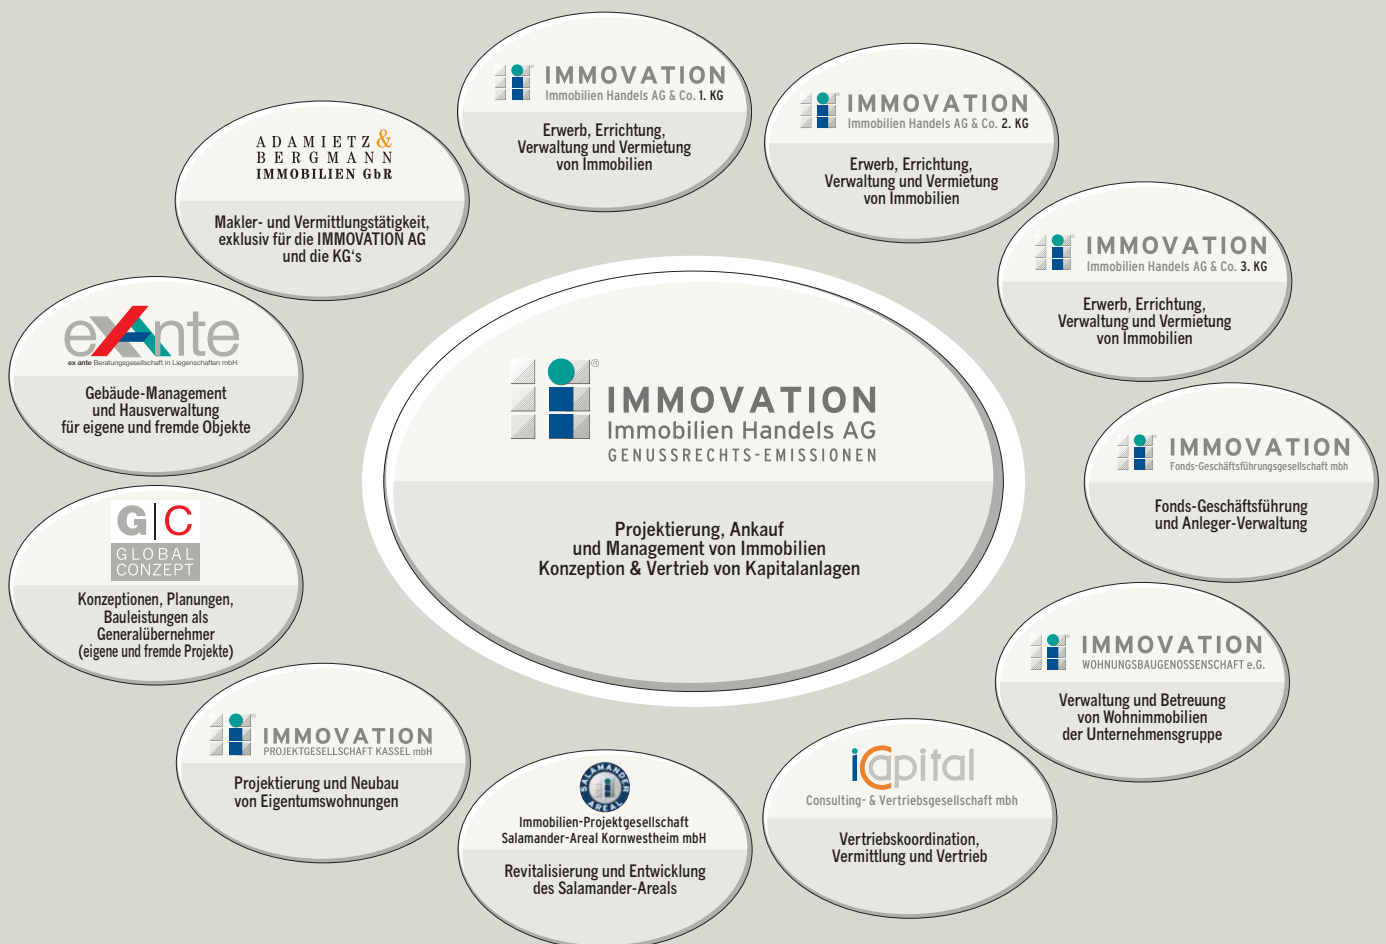 IMMOVATION
Immobilien Handels AG & Co. 1. KG
Erwerb, Errichtung,
Verwaltung und Vermietung
von Immobilien
IMMOVATION
Immobilien Handels AG & Co. 2. KG
Erwerb, Errichtung,
Verwaltung und Vermietung
von Immobilien
IMMOVATION
Immobilien Handels AG & Co. 3. KG
Erwerb, Errichtung,
Verwaltung und Vermietung
von Immobilien
IMMOVATION
Fonds-Geschäftsführungsgesellschaft mbh
Fonds-Geschäftsführung
und Anleger-Verwaltung
IMMOVATION
WOHNUNGSBAUGENOSSENSCHAFT e.G.
Verwaltung und Betreuung
von Wohnimmobilien
der Unternehmensgruppe
iCapital
Consulting- & Vertriebsgesellschaft mbh
Vertriebskoordination,
Vermittlung und Vertrieb
SALAMANDER
AREAL
Immobilien-Projektgesellschaft
Salamander-Areal Kornwestheim mbH
Revitalisierung und Entwicklung
des Salamander-Areals
IMMOVATION
PROJEKTGESELLSCHAFT KASSEL mbH
Projektierung und Neubau
von Eigentumswohnungen
G|C
GLOBAL
CONZEPT
Konzeptionen, Planungen,
Bauleistungen als
Generalübernehmer
(eigene und fremde Projekte)
exAnte
ex ante Beratungsgesellschaft in Liegenschaften mbH
Gebäude-Management
und Hausverwaltung
für eigene und fremde Objekte
ADAMIETZ &
BERGMANN
IMMOBILIEN GbR
Makler- und Vermittlungstätigkeit,
exklusiv für die IMMOVATION AG
und die KG‘s
®
IMMOVATION
Immobilien Handels AG
GENUSSRECHTS-EMISSIONEN
Projektierung, Ankauf
und Management von Immobilien
Konzeption & Vertrieb von Kapitalanlagen